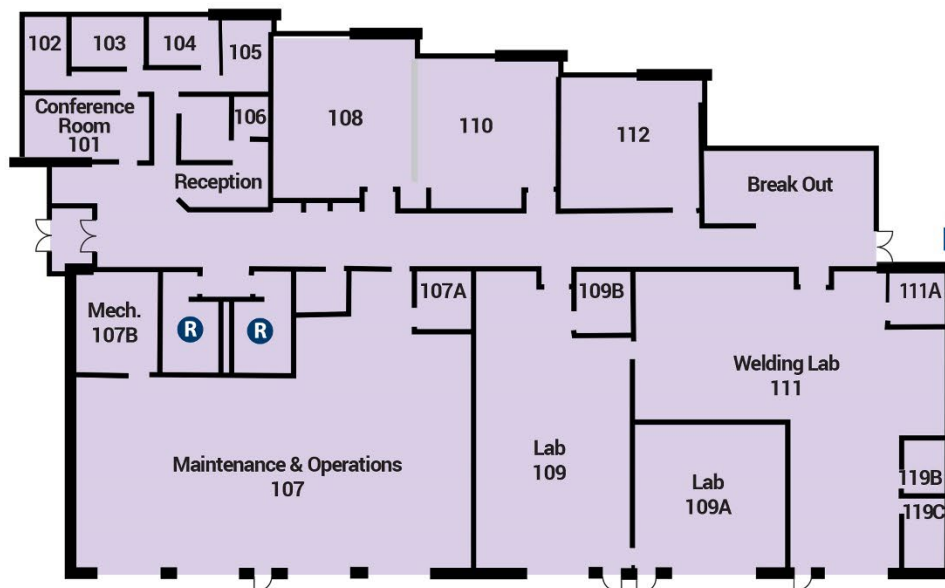 102
103
104
105
Conference
Room
101
106
Reception
108
110
112
Break Out
Mech.
107B
R
R
107A
109B
111A
Welding Lab
111
Maintenance & Operations
107
Lab
109
Lab
109A
119B
119C